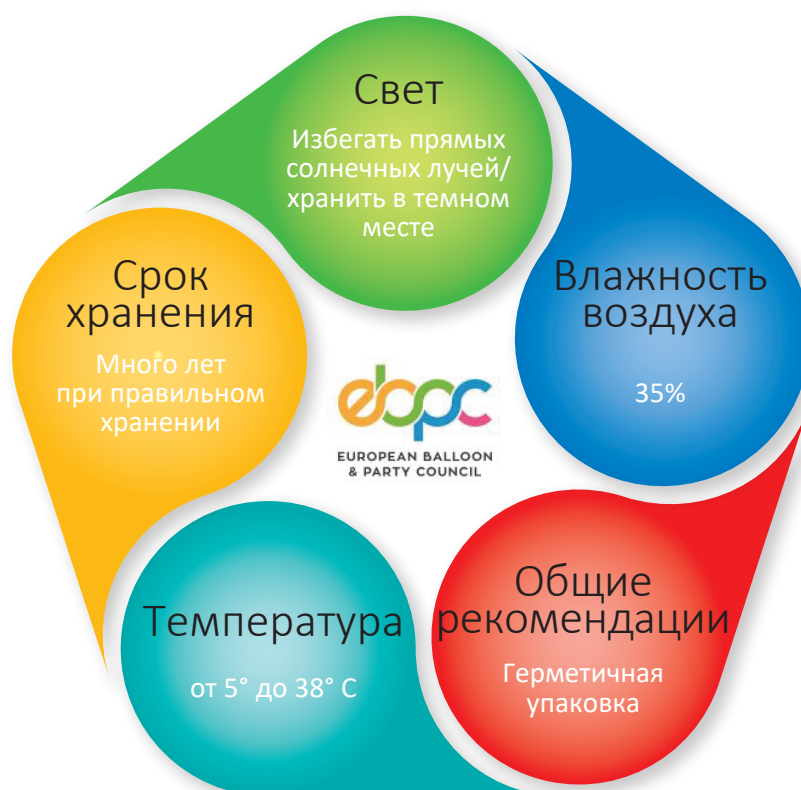 Свет
Избегать прямых
солнечных лучей/
хранить в темном
месте
Влажность
воздуха
35%
Срок
хранения
Много лет
при правильном
хранении
ebpc
EUROPEAN BALLOON
& PARTY COUNCIL
Общие
рекомендации
Герметичная
упаковка
Температура
от 5° до 38° С